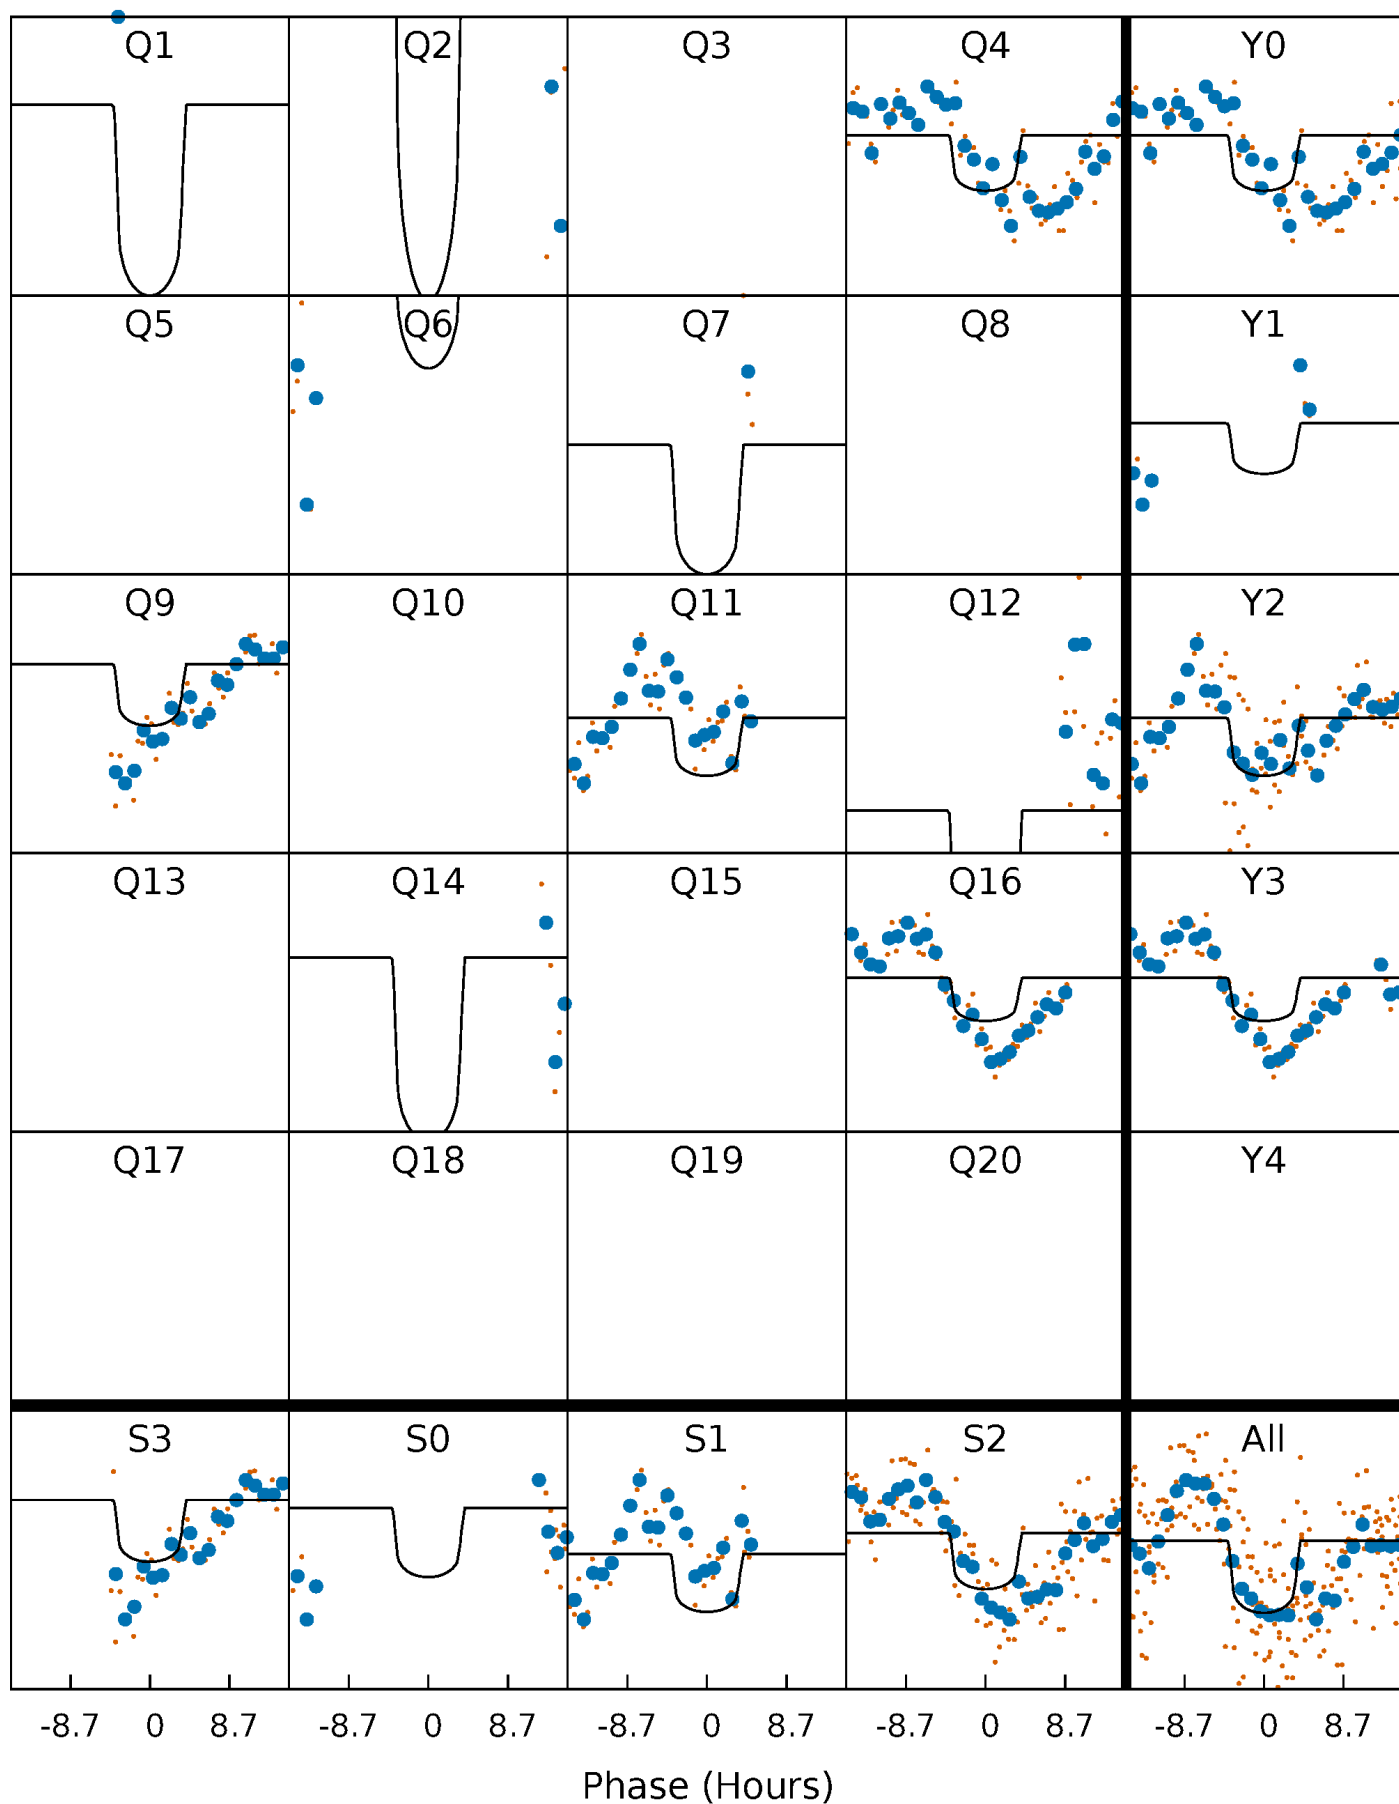 Q1 Q2 Q3 Q4 Y0
Q5 Q6 Q7 Q8 Y1
Q9 Q10 Q11 Q12 Y2
Q13 Q14 Q15 Q16 Y3
Q17 Q18 Q19 Q20 Y4
S3 S0 S1 S2 All
-8.7 0 8.7 -8.7 0 8.7 -8.7 0 8.7 -8.7 0 8.7 -8.7 0 8.7
Phase (Hours)